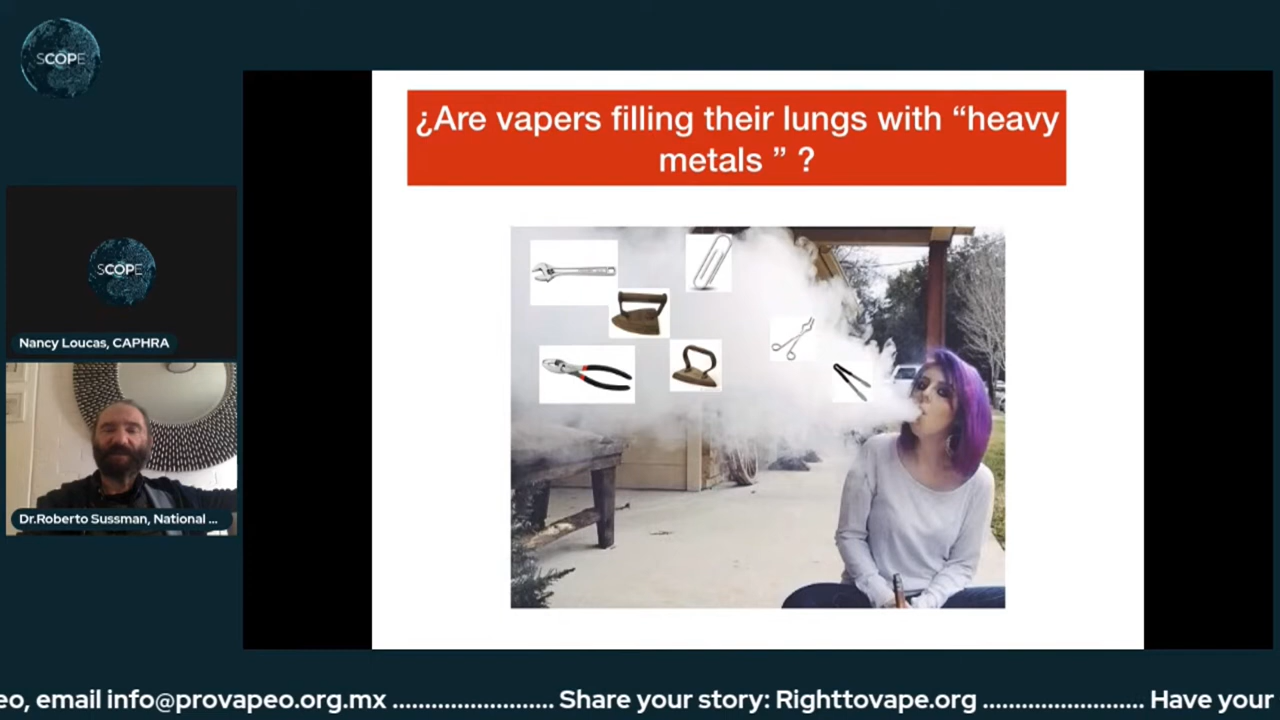 SCOPE
¿Are vapers filling their lungs with “heavy
metals ” ?
SCOPE
Nancy Loucas, CAPHRA
Dr.Roberto Sussman, National ...
eo, email info@provapeo.org.mx ......................... Share your story: Righttovape.org ......................... Have your